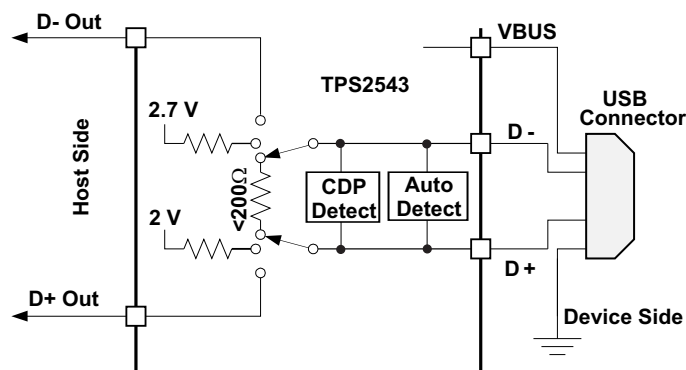 D- Out
VBUS
TPS2543
USB
Connector
2.7 V
D -
Host Side
<200Ω
CDP
Detect
Auto
Detect
2 V
D +
D+ Out
Device Side